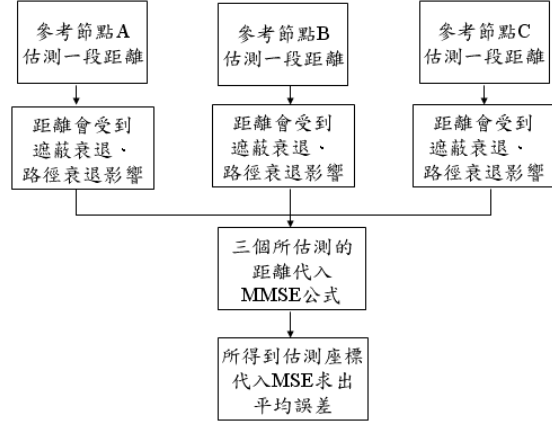 參考節點A
估測一段距離
參考節點B
估測一段距離
參考節點C
估測一段距離
距離會受到
遮蔽衰退、
路徑衰退影響
距離會受到
遮蔽衰退、
路徑衰退影響
距離會受到
遮蔽衰退、
路徑衰退影響
三個所估測的
距離代入
MMSE公式
所得到估測座標
代入MSE求出
平均誤差